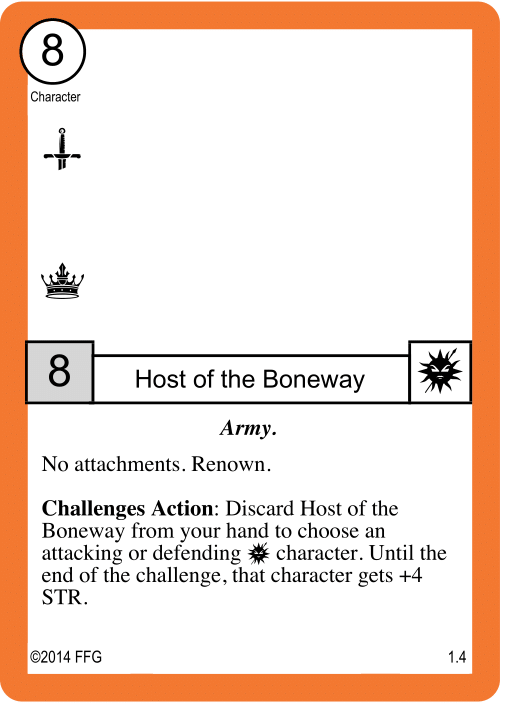 8
Character
8
Host of the Boneway
Army.
No attachments. Renown.
Challenges Action: Discard Host of the
Boneway from your hand to choose an
attacking or defending character. Until the
end of the challenge, that character gets +4
STR.
©2014 FFG
1.4